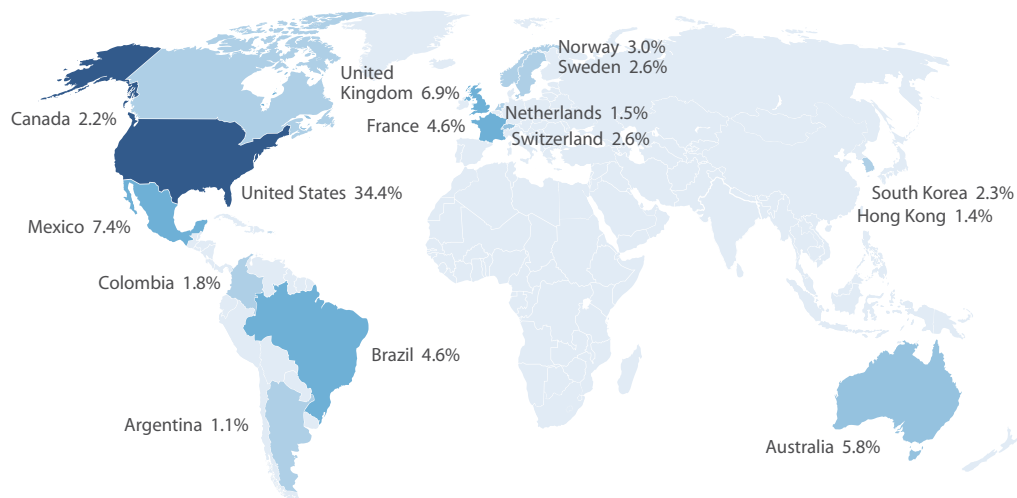 Norway 3.0%
Sweden 2.6%
United
Kingdom 6.9%
Canada 2.2%
Netherlands 1.5%
France 4.6%
Switzerland 2.6%
United States 34.4%
South Korea 2.3%
Hong Kong 1.4%
Mexico 7.4%
Colombia 1.8%
Brazil 4.6%
Argentina 1.1%
Australia 5.8%